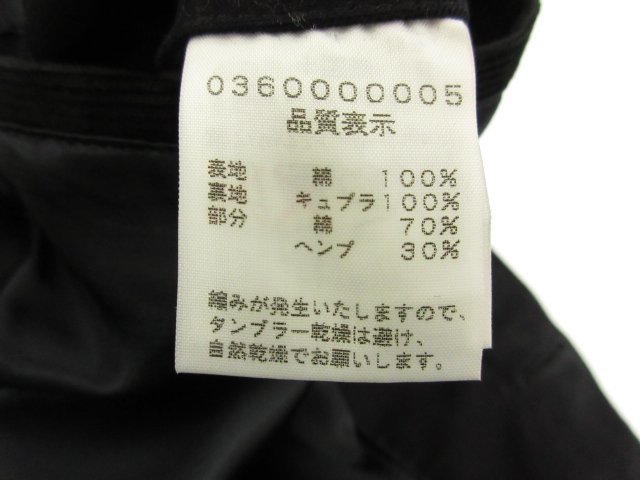 0360000005
品質表示
表地 綿 100%
裏地 キュプラ100%
部分 綿 70%
ヘンプ 30%
縮みが発生いたしますので、
タンブラー乾燥は避け、
自然乾燥でお願いします。